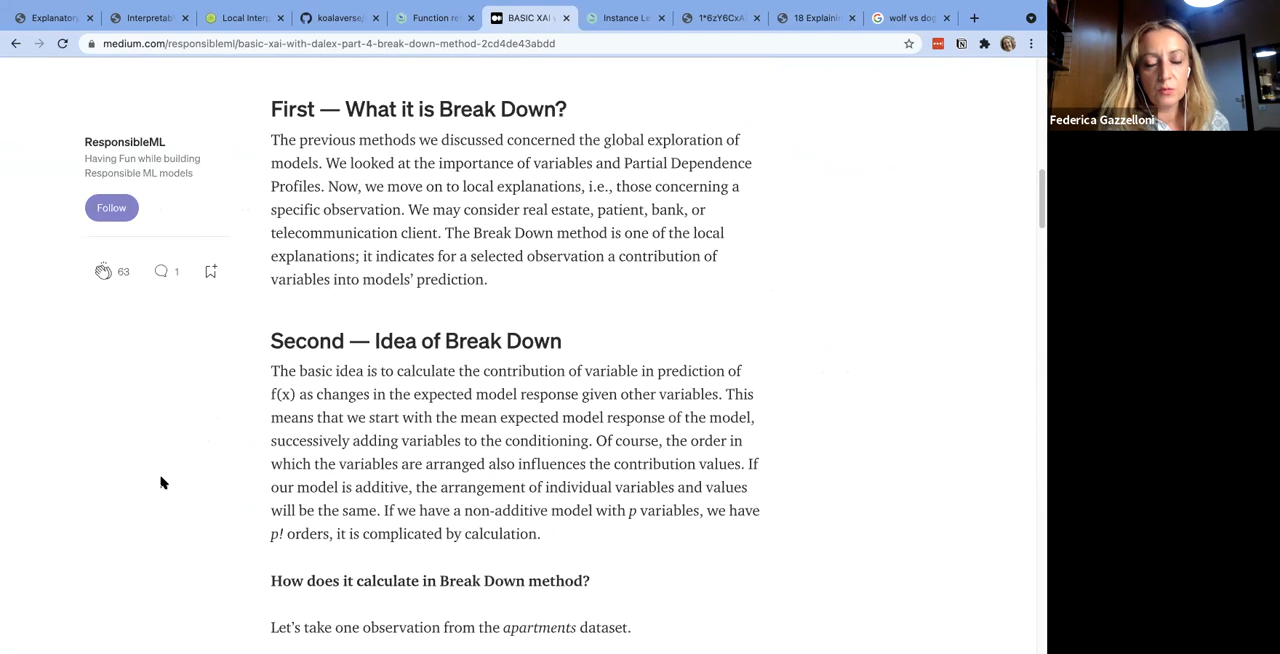 Explanatory
Interpretab
Local Interp
koalaverse/
Function re
BASIC XAI
Instance Le
1*6zY6CxA
18 Explainin
wolf vs dog
medium.com/responsibleml/basic-xai-with-dalex-part-4-break-down-method-2cd4de43abdd
ResponsibleML
Having Fun while building
Responsible ML models
Follow
63
1
First — What it is Break Down?
The previous methods we discussed concerned the global exploration of
models. We looked at the importance of variables and Partial Dependence
Profiles. Now, we move on to local explanations, i.e., those concerning a
specific observation. We may consider real estate, patient, bank, or
telecommunication client. The Break Down method is one of the local
explanations; it indicates for a selected observation a contribution of
variables into models’ prediction.
Second — Idea of Break Down
The basic idea is to calculate the contribution of variable in prediction of
f(x) as changes in the expected model response given other variables. This
means that we start with the mean expected model response of the model,
successively adding variables to the conditioning. Of course, the order in
which the variables are arranged also influences the contribution values. If
our model is additive, the arrangement of individual variables and values
will be the same. If we have a non-additive model with p variables, we have
p! orders, it is complicated by calculation.
How does it calculate in Break Down method?
Let’s take one observation from the apartments dataset.
Federica Gazzelloni